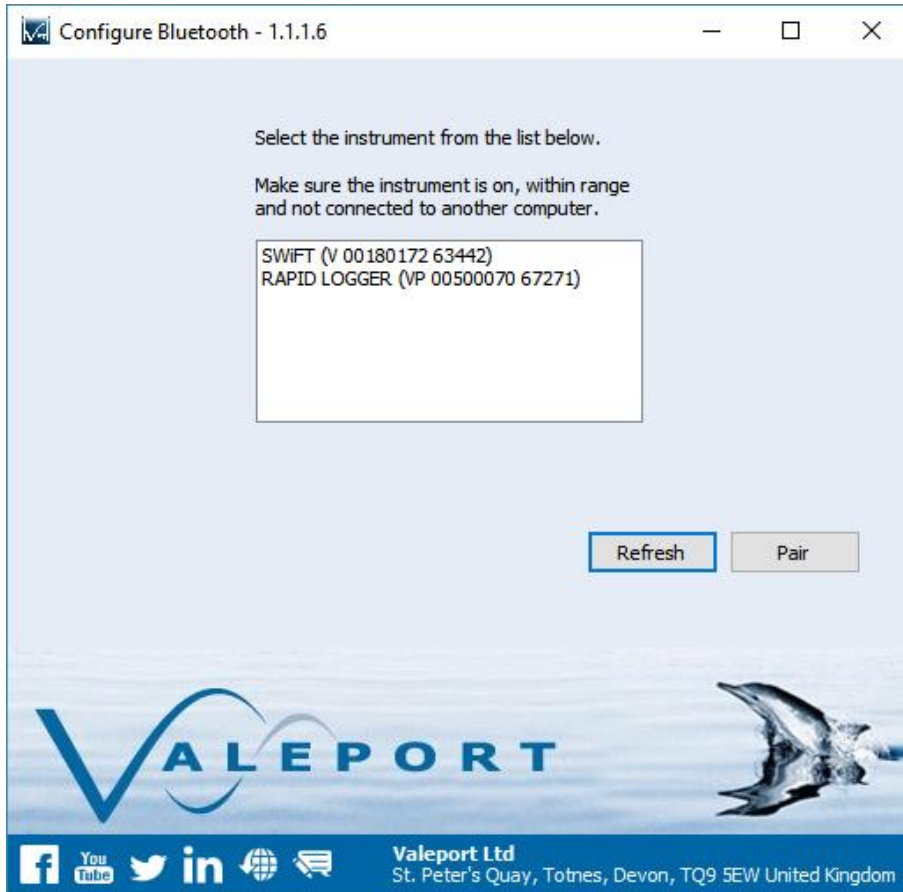 Configure Bluetooth - 1.1.1.6
Select the instrument from the list below.
Make sure the instrument is on, within range
and not connected to another computer.
SWiFT (V 00180172 63442)
RAPID LOGGER (VP 00500070 67271)
Refresh
Pair
VALEPORT
You
Tube
in
Valeport Ltd
St. Peter's Quay, Totnes, Devon, TQ9 5EW United Kingdom